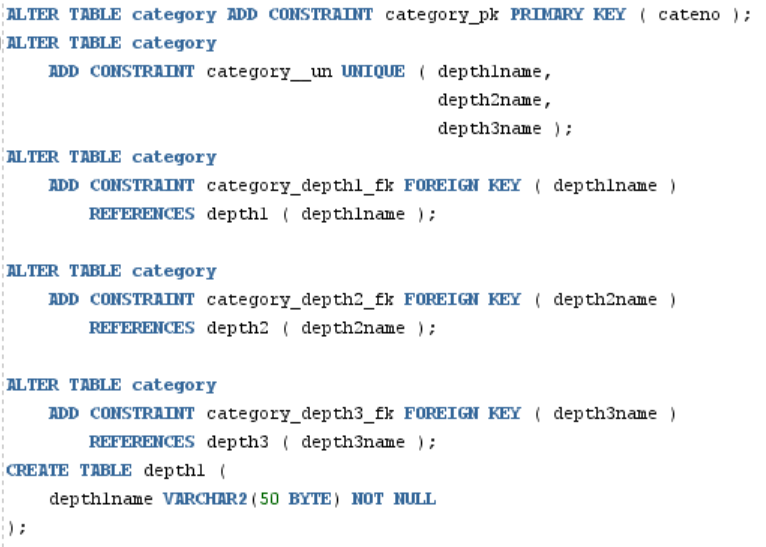 ALTER TABLE category ADD CONSTRAINT category_pk PRIMARY KEY ( cateno );
ALTER TABLE category
    ADD CONSTRAINT category__un UNIQUE ( depth1name,
                                         depth2name,
                                         depth3name );
ALTER TABLE category
    ADD CONSTRAINT category_depth1_fk FOREIGN KEY ( depth1name )
        REFERENCES depth1 ( depth1name );

ALTER TABLE category
    ADD CONSTRAINT category_depth2_fk FOREIGN KEY ( depth2name )
        REFERENCES depth2 ( depth2name );

ALTER TABLE category
    ADD CONSTRAINT category_depth3_fk FOREIGN KEY ( depth3name )
        REFERENCES depth3 ( depth3name );
CREATE TABLE depth1 (
    depth1name VARCHAR2(50 BYTE) NOT NULL
);